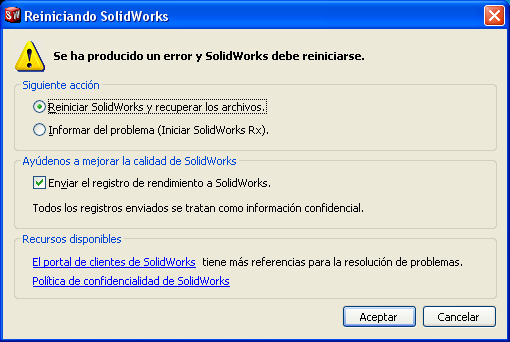 Reiniciando SolidWorks
Se ha producido un error y SolidWorks debe reiniciarse.
Siguiente acción
Reiniciar SolidWorks y recuperar los archivos.
Informar del problema (Iniciar SolidWorks Rx).
Ayúdenos a mejorar la calidad de SolidWorks
Enviar el registro de rendimiento a SolidWorks.
Todos los registros enviados se tratan como información confidencial.
Recursos disponibles
El portal de clientes de SolidWorks tiene más referencias para la resolución de problemas.
Política de confidencialidad de SolidWorks
Aceptar Cancelar